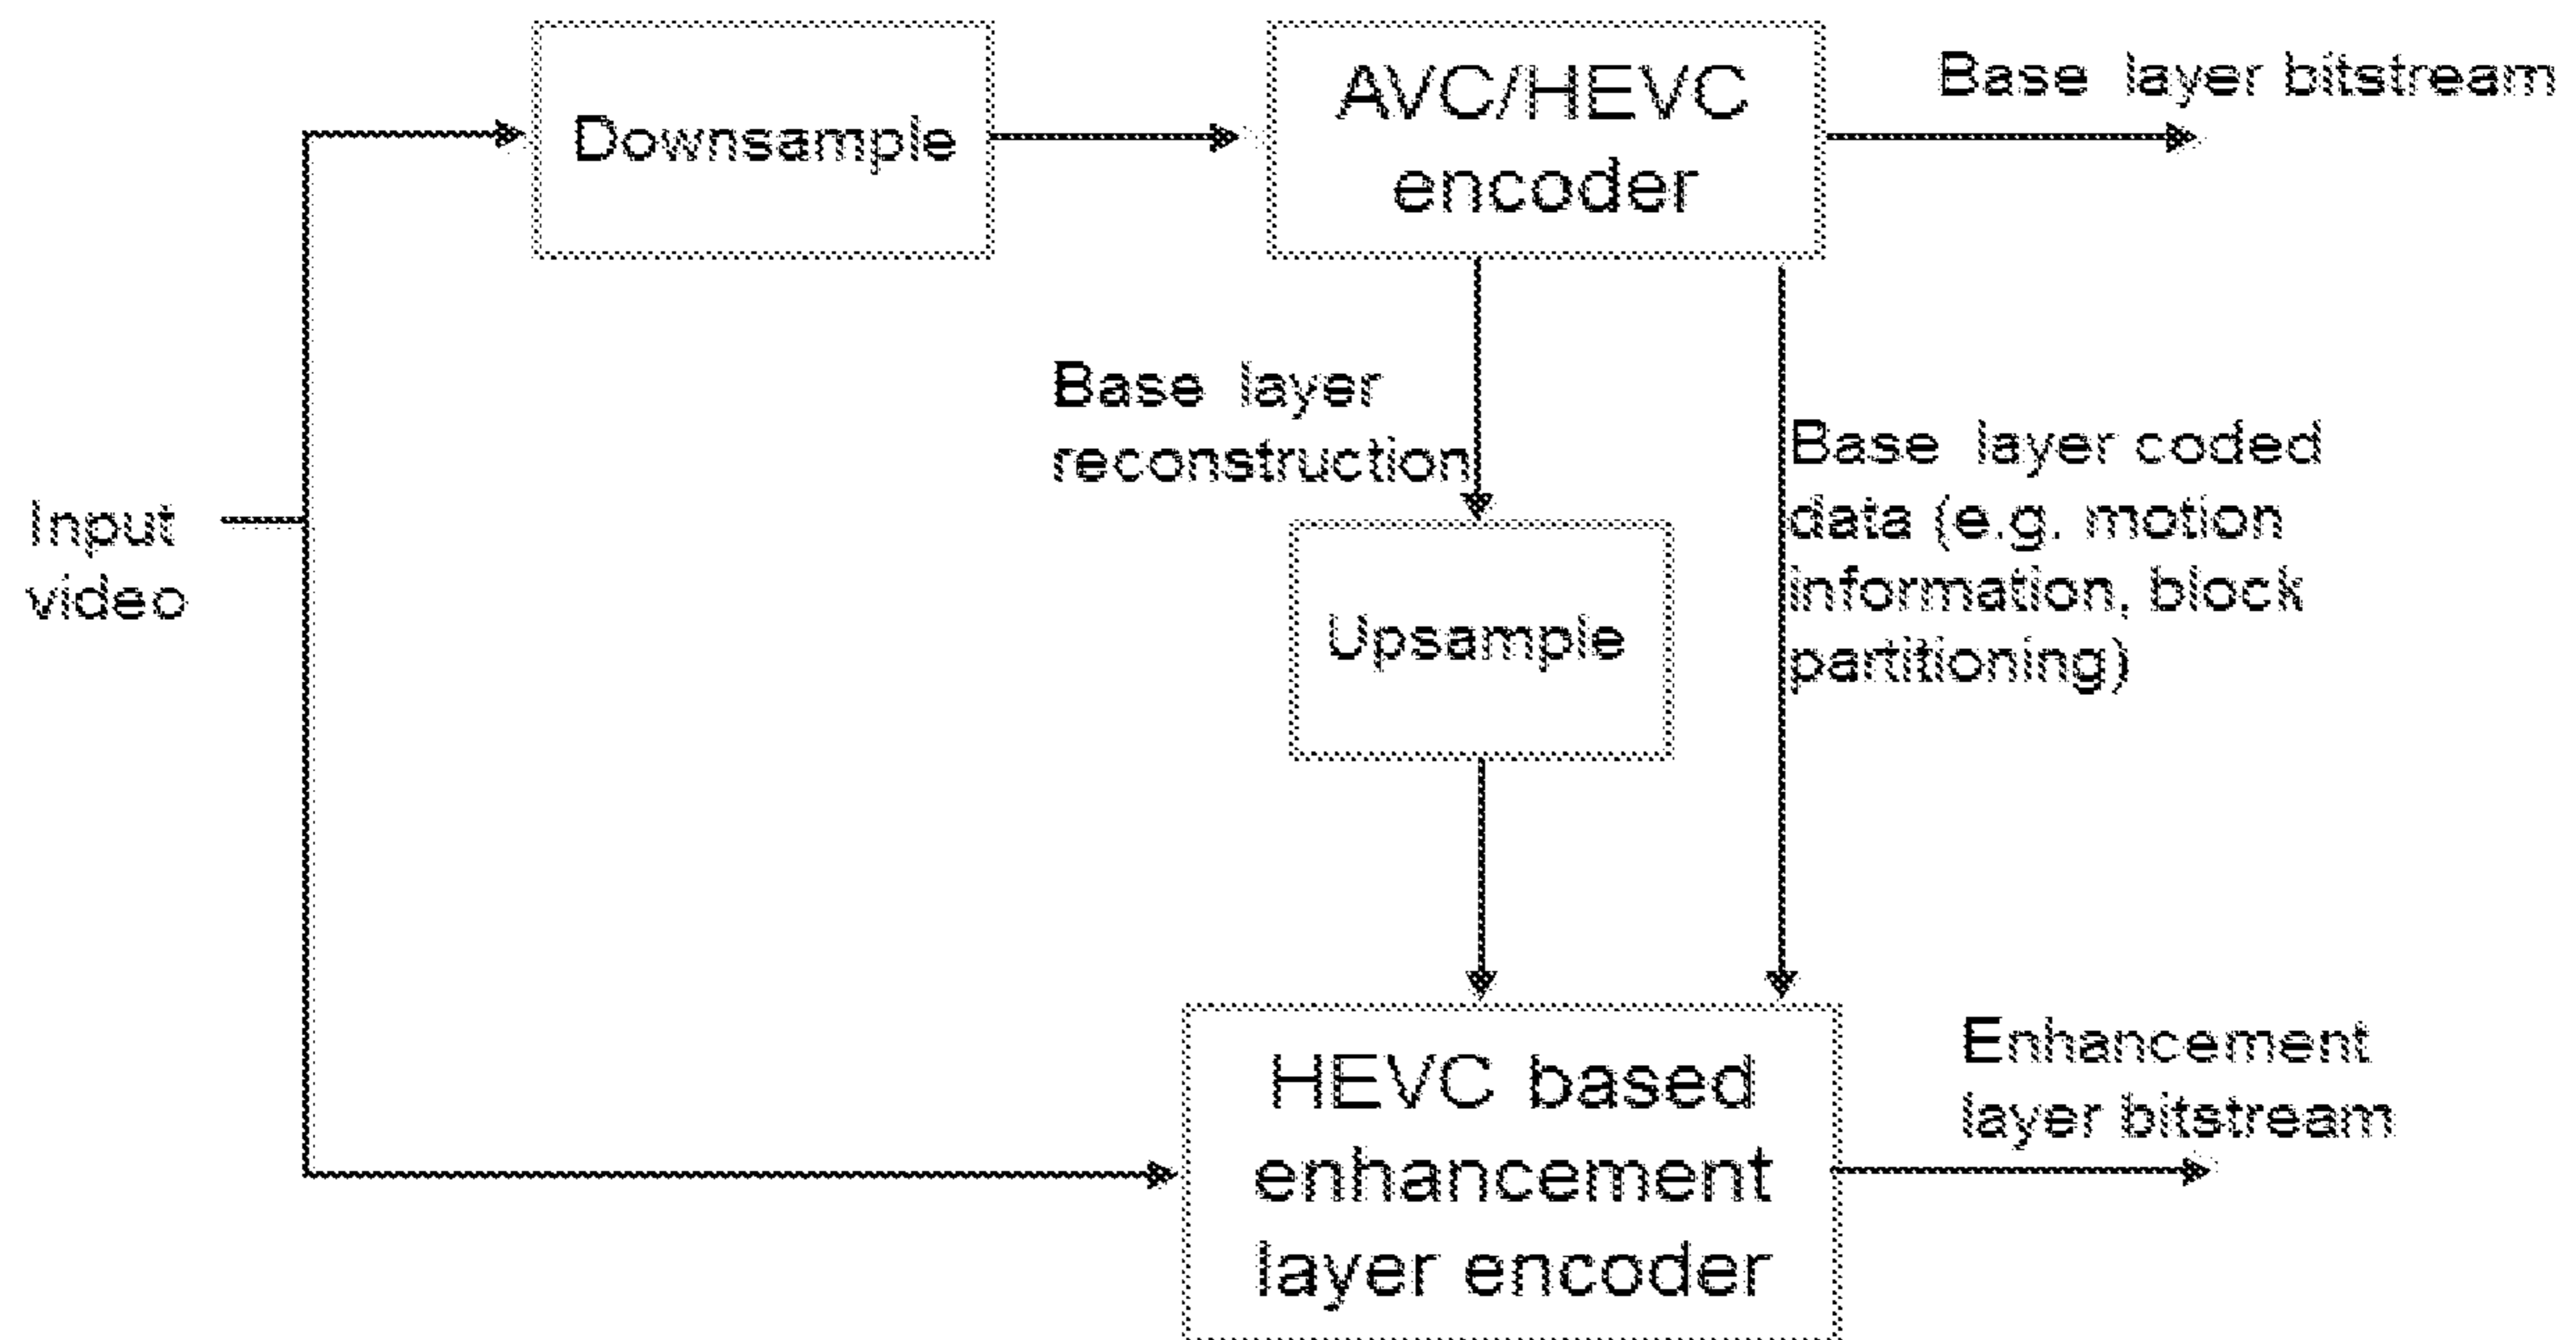 Downsample
AVC/HEVC
encoder
Base layer bitstream
Base layer
reconstruction
Base layer coded
data (e.g. motion
information, block
partitioning)
Input
video
Upsample
HEVC based
enhancement
layer encoder
Enhancement
layer bitstream